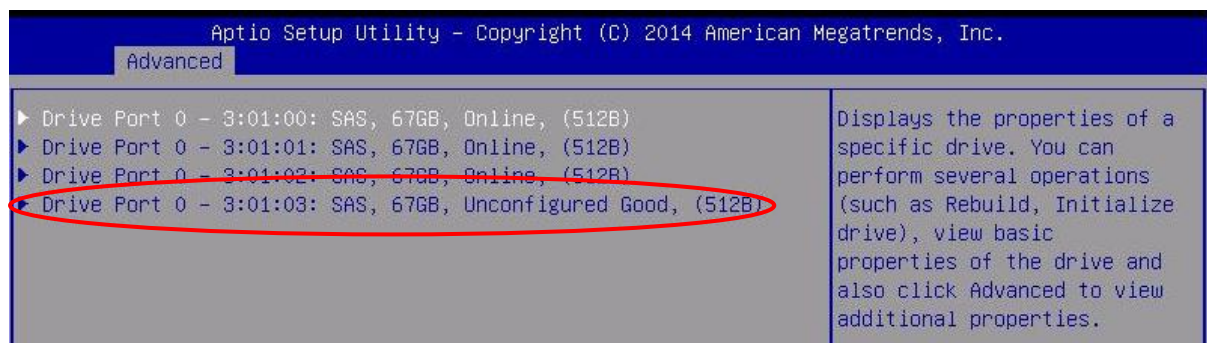 Aptio Setup Utility – Copyright (C) 2014 American Megatrends, Inc.
Advanced
▶ Drive Port 0 – 3:01:00: SAS, 67GB, Online, (512B)
▶ Drive Port 0 – 3:01:01: SAS, 67GB, Online, (512B)
▶ Drive Port 0 – 3:01:02: SAS, 67GB, Online, (512B)
▶ Drive Port 0 – 3:01:03: SAS, 67GB, Unconfigured Good, (512B)
Displays the properties of a
specific drive. You can
perform several operations
(such as Rebuild, Initialize
drive), view basic
properties of the drive and
also click Advanced to view
additional properties.